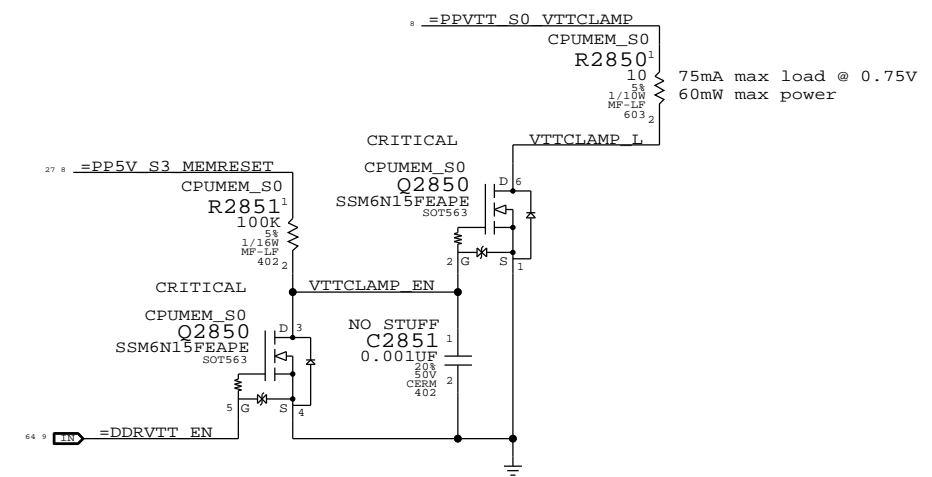 8 =PPVTT_S0_VTTCLAMP
CPUMEM_S0
R2850 1
10
5%
1/10W
MF-LF
603 2
75mA max load @ 0.75V
60mW max power
CRITICAL
VTTCLAMP_L
CPUMEM_S0
Q2850
SSM6N15FEAPE
SOT563
D 6
2 G S 1
27 8 =PP5V_S3_MEMRESET
CPUMEM_S0
R2851 1
100K
5%
1/16W
MF-LF
402 2
CRITICAL
VTTCLAMP_EN
CPUMEM_S0
Q2850
SSM6N15FEAPE
SOT563
D 3
5 G S 4
NO STUFF
C2851 1
0.001UF
20%
50V
CERM
402
2
64 9 IN =DDRVTT_EN